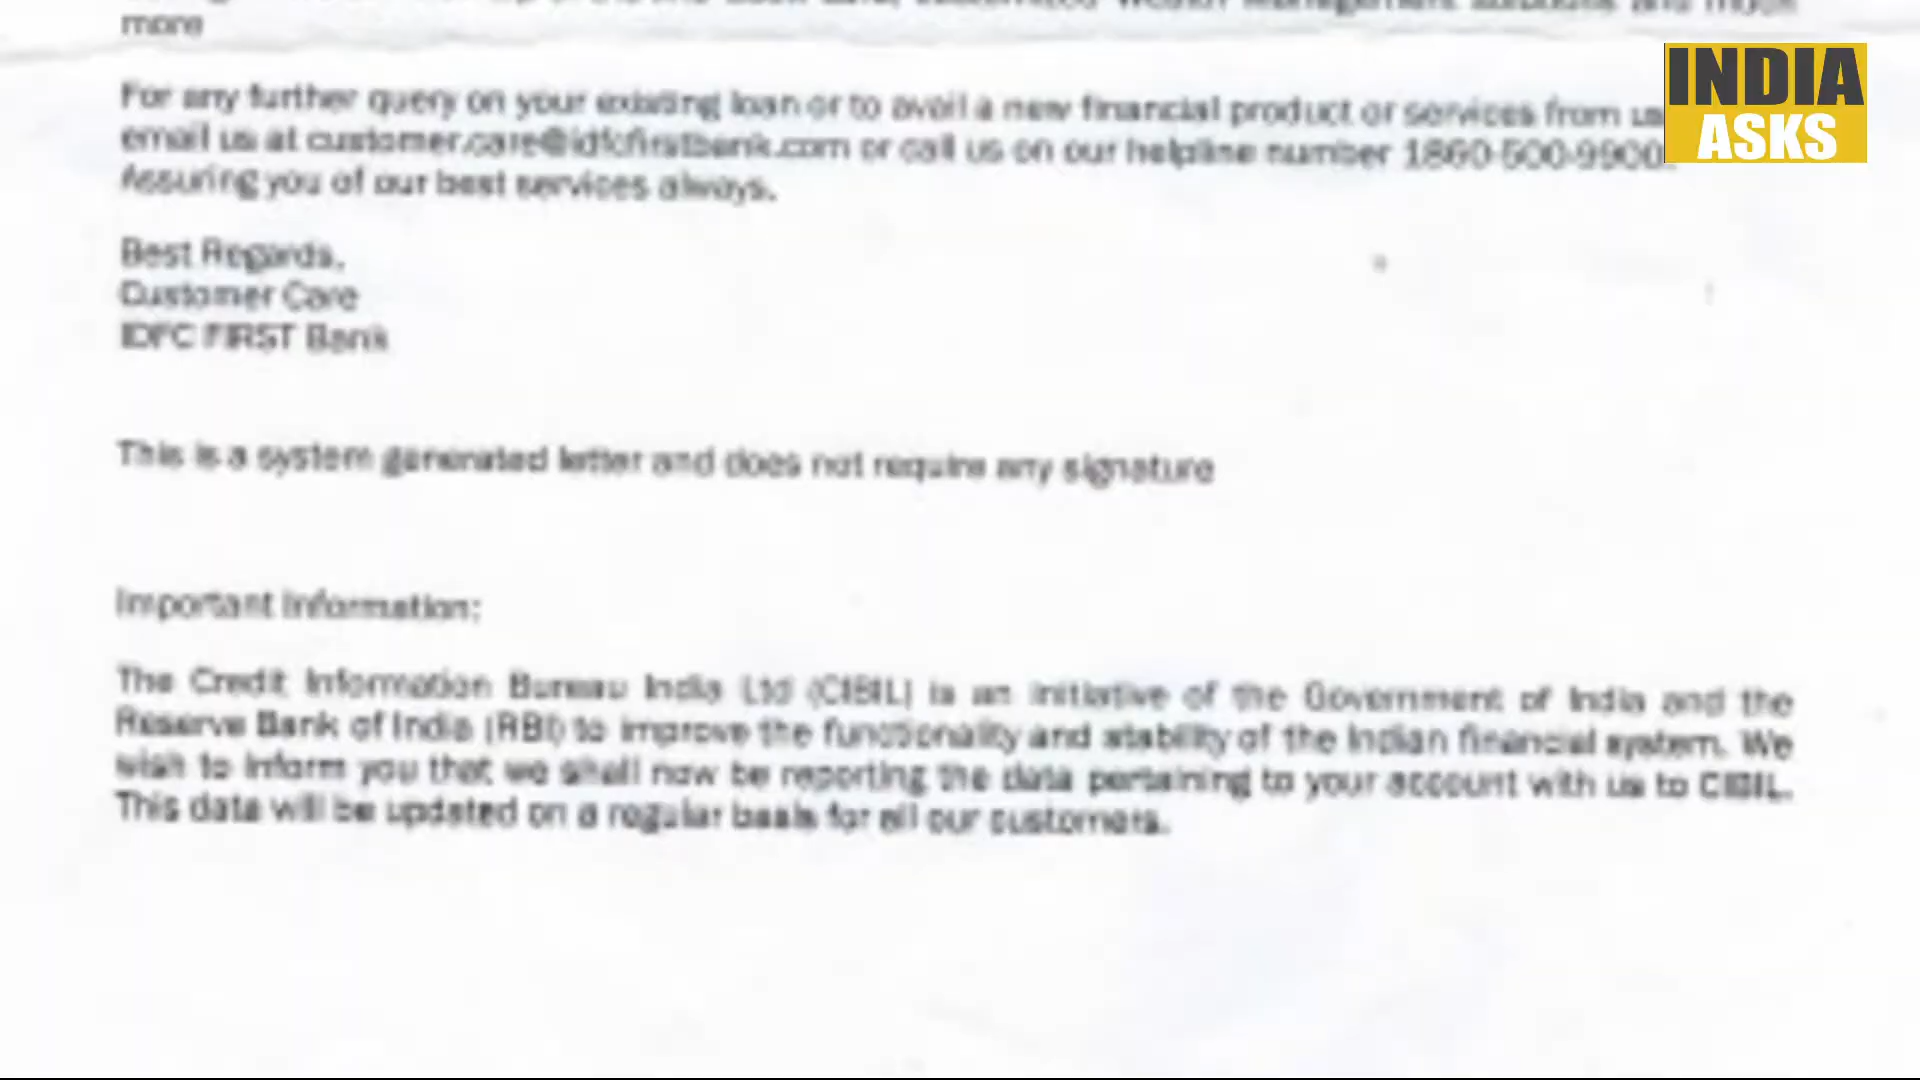 more
For any further query on your existing loan or to avail a new financial product or services from us
email us at customer.care@idfcfirstbank.com or call us on our helpline number 1860-500-9900.
Assuring you of our best services always.
Best Regards,
Customer Care
IDFC FIRST Bank
This is a system generated letter and does not require any signature
Important Information:
The Credit Information Bureau India Ltd (CIBIL) is an initiative of the Government of India and the
Reserve Bank of India (RBI) to improve the functionality and stability of the Indian financial system. We
wish to inform you that we shall now be reporting the data pertaining to your account with us to CIBIL.
This data will be updated on a regular basis for all our customers.
INDIA
ASKS